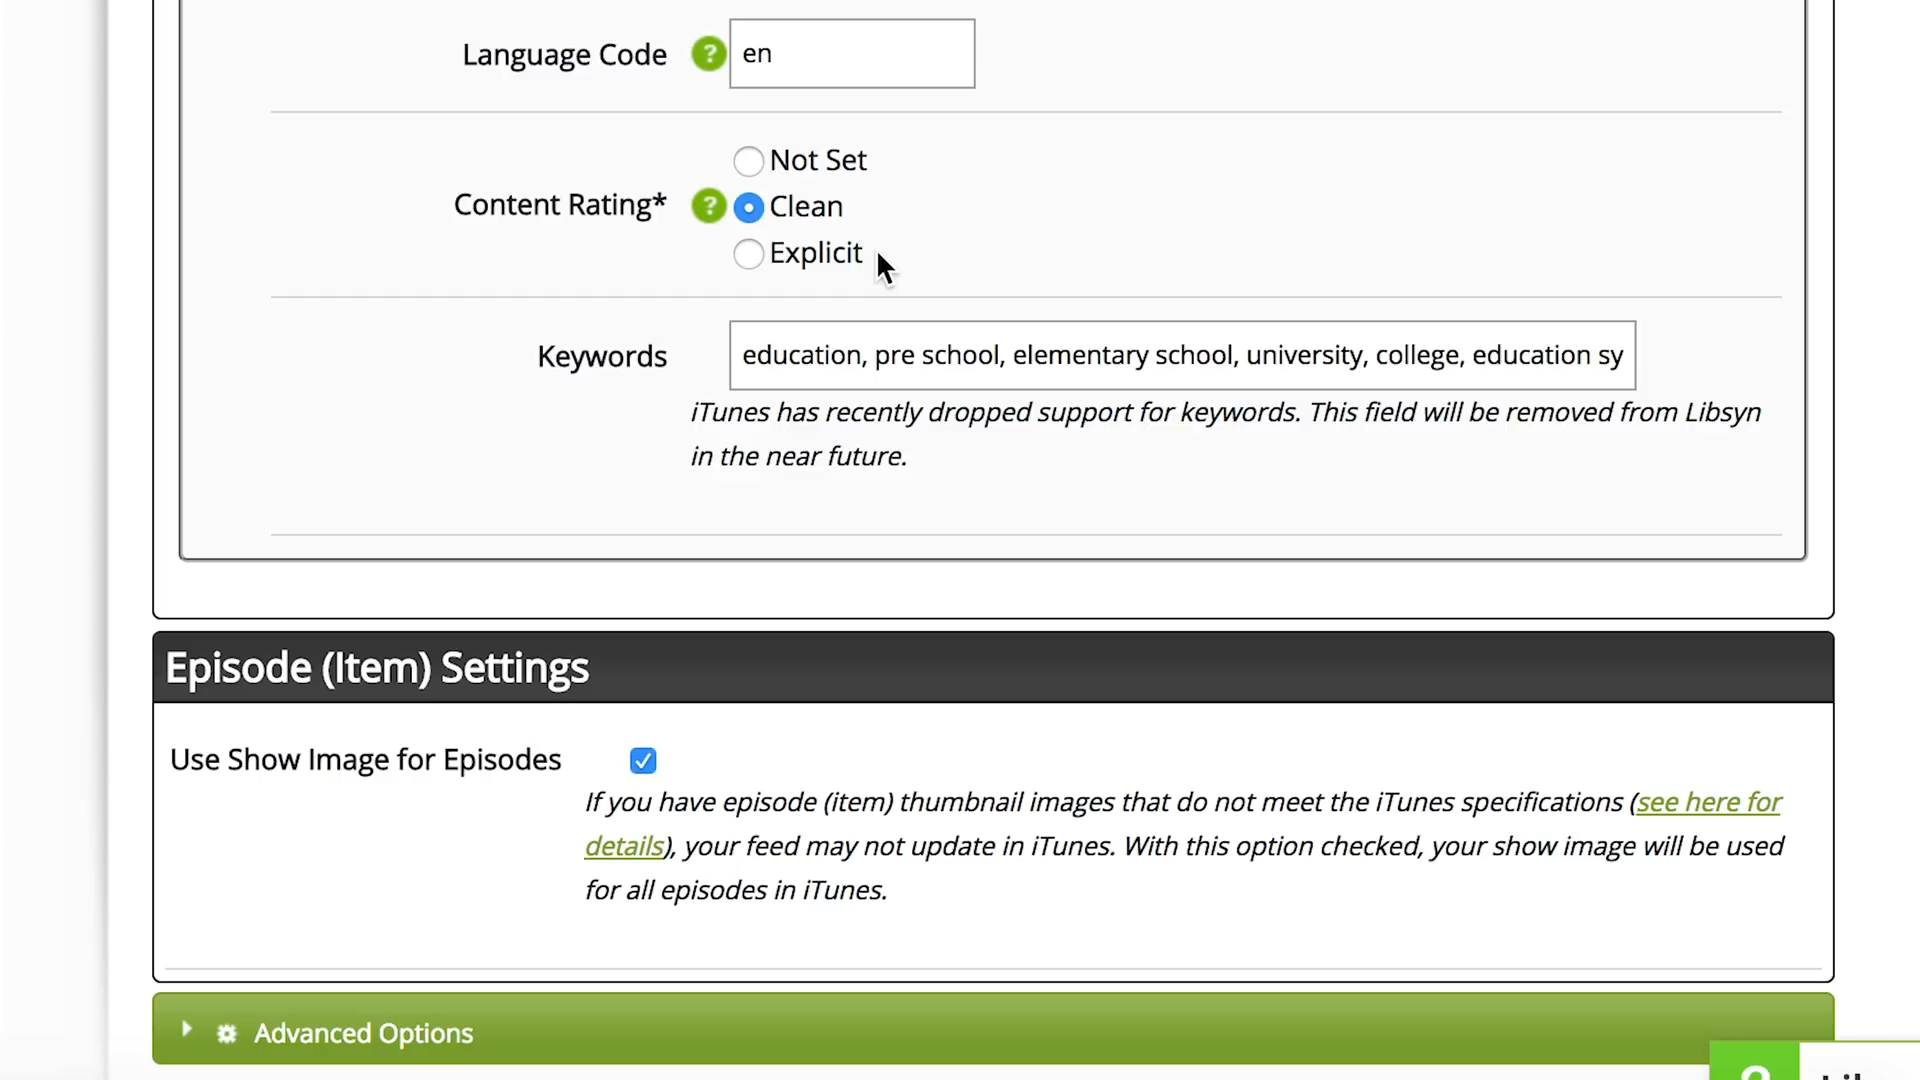 Language Code ? en
Not Set
Content Rating* ? Clean
Explicit
Keywords education, pre school, elementary school, university, college, education sy
iTunes has recently dropped support for keywords. This field will be removed from Libsyn
in the near future.
Episode (Item) Settings
Use Show Image for Episodes
If you have episode (item) thumbnail images that do not meet the iTunes specifications (see here for
details), your feed may not update in iTunes. With this option checked, your show image will be used
for all episodes in iTunes.
Advanced Options